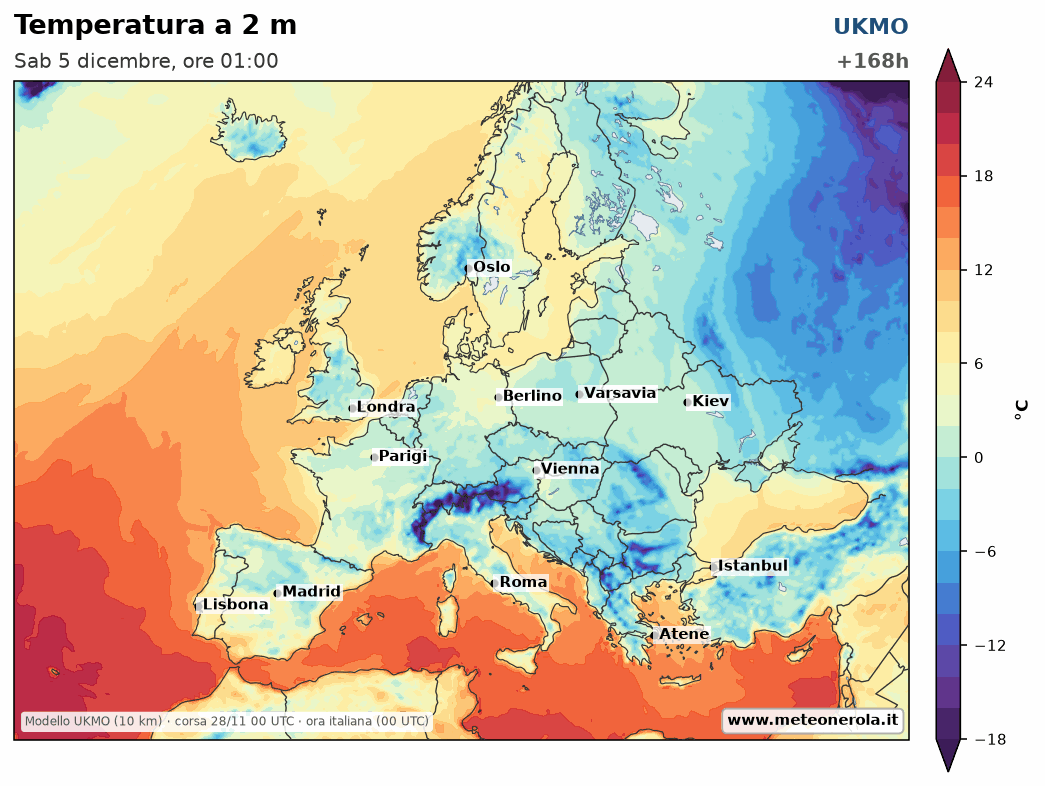 Temperatura a 2 m
UKMO
Sab 5 dicembre, ore 01:00
+168h
24
18
12
6
0
−6
−12
−18
°C
Oslo
Londra
Berlino
Varsavia
Kiev
Parigi
Vienna
Istanbul
Roma
Madrid
Lisbona
Atene
Modello UKMO (10 km) · corsa 28/11 00 UTC · ora italiana (00 UTC)
www.meteonerola.it